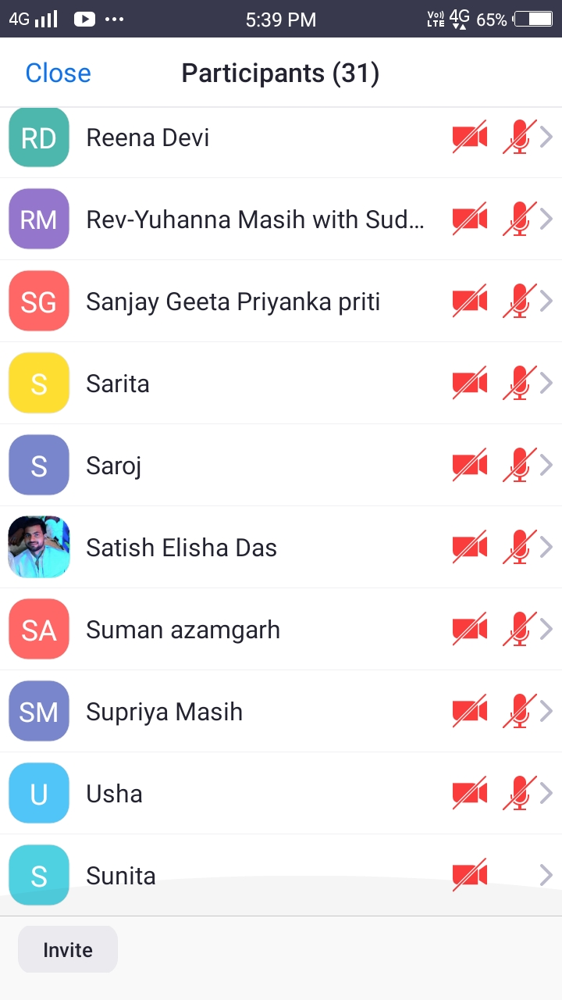 4G 5:39 PM Vo)) LTE 4G 65%
Close Participants (31)
RD Reena Devi
RM Rev-Yuhanna Masih with Sud...
SG Sanjay Geeta Priyanka priti
S Sarita
S Saroj
Satish Elisha Das
SA Suman azamgarh
SM Supriya Masih
U Usha
S Sunita
Invite